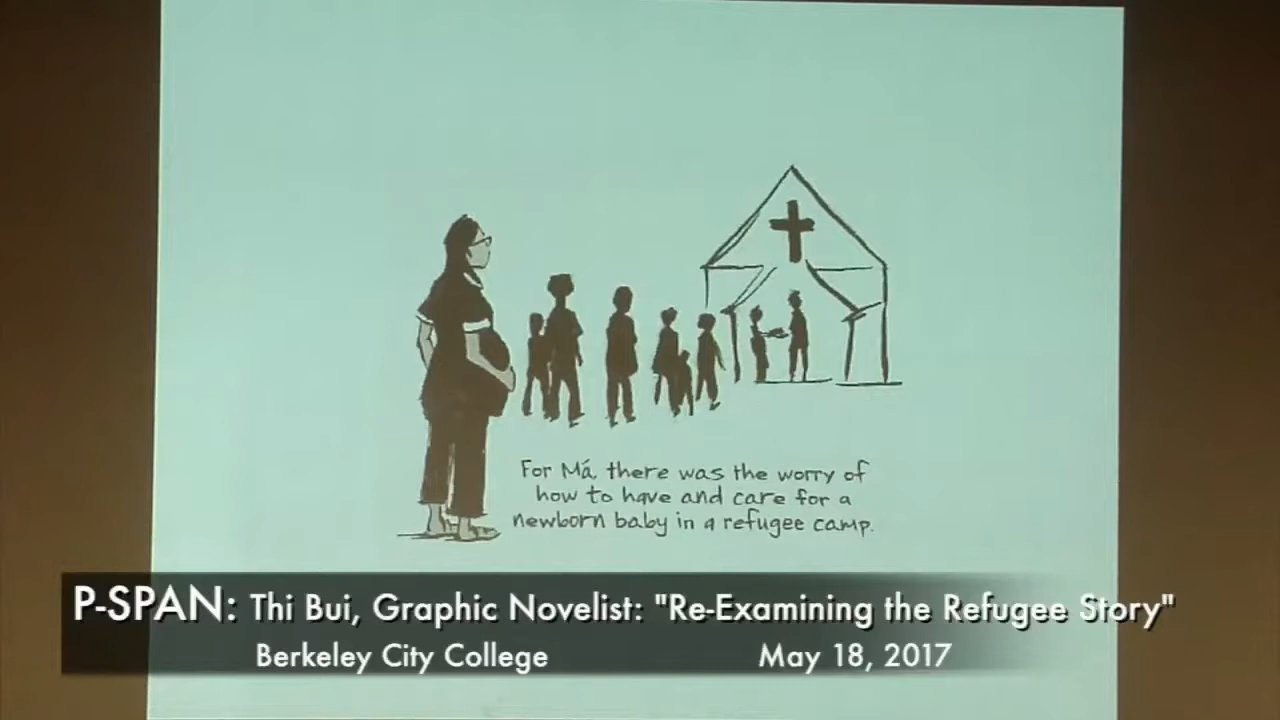 For Má, there was the worry of
how to have and care for a
newborn baby in a refugee camp.
P-SPAN: Thi Bui, Graphic Novelist: "Re-Examining the Refugee Story"
Berkeley City College May 18, 2017